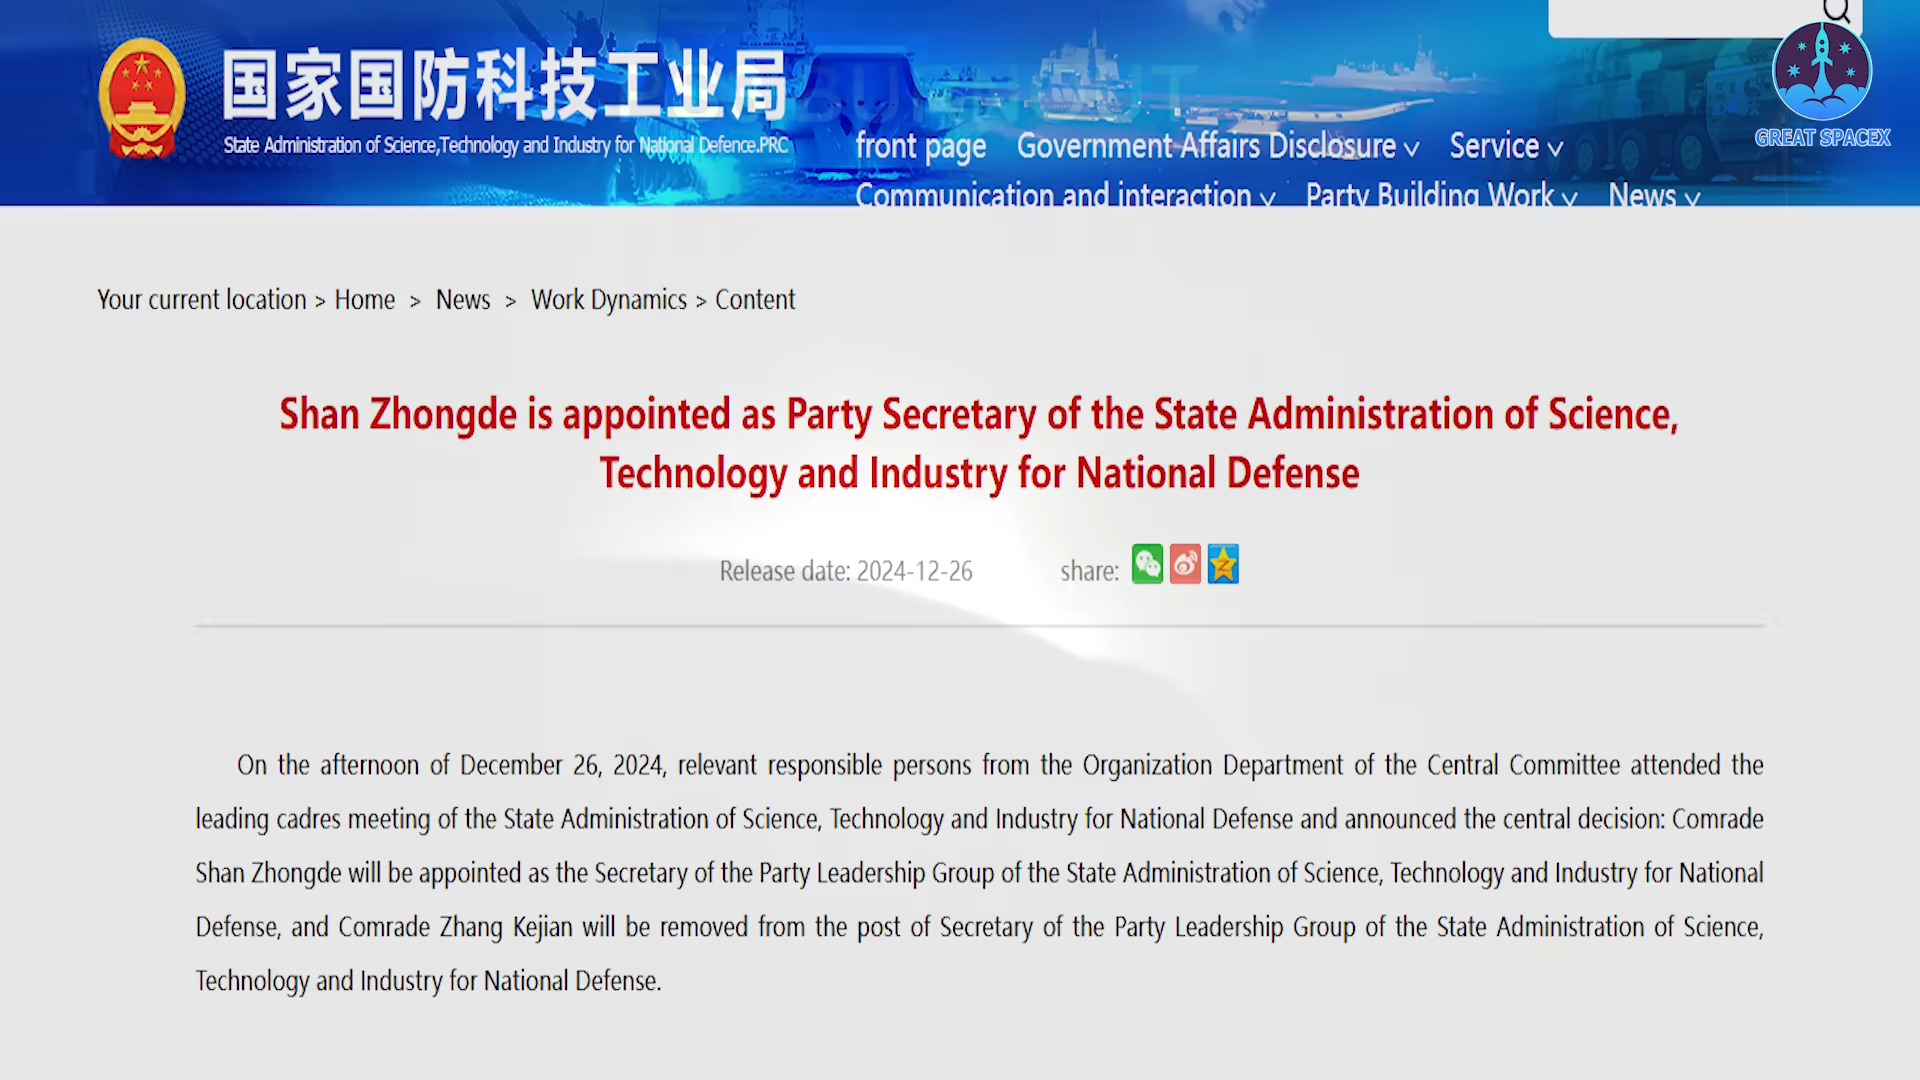 国家国防科技工业局
State Administration of Science,Technology and Industry for National Defence.PRC
front page Government Affairs Disclosure Service
Communication and interaction Party Building Work News
GREAT SPACEX
Your current location > Home > News > Work Dynamics > Content
Shan Zhongde is appointed as Party Secretary of the State Administration of Science,
Technology and Industry for National Defense
Release date: 2024-12-26 share:
On the afternoon of December 26, 2024, relevant responsible persons from the Organization Department of the Central Committee attended the
leading cadres meeting of the State Administration of Science, Technology and Industry for National Defense and announced the central decision: Comrade
Shan Zhongde will be appointed as the Secretary of the Party Leadership Group of the State Administration of Science, Technology and Industry for National
Defense, and Comrade Zhang Kejian will be removed from the post of Secretary of the Party Leadership Group of the State Administration of Science,
Technology and Industry for National Defense.